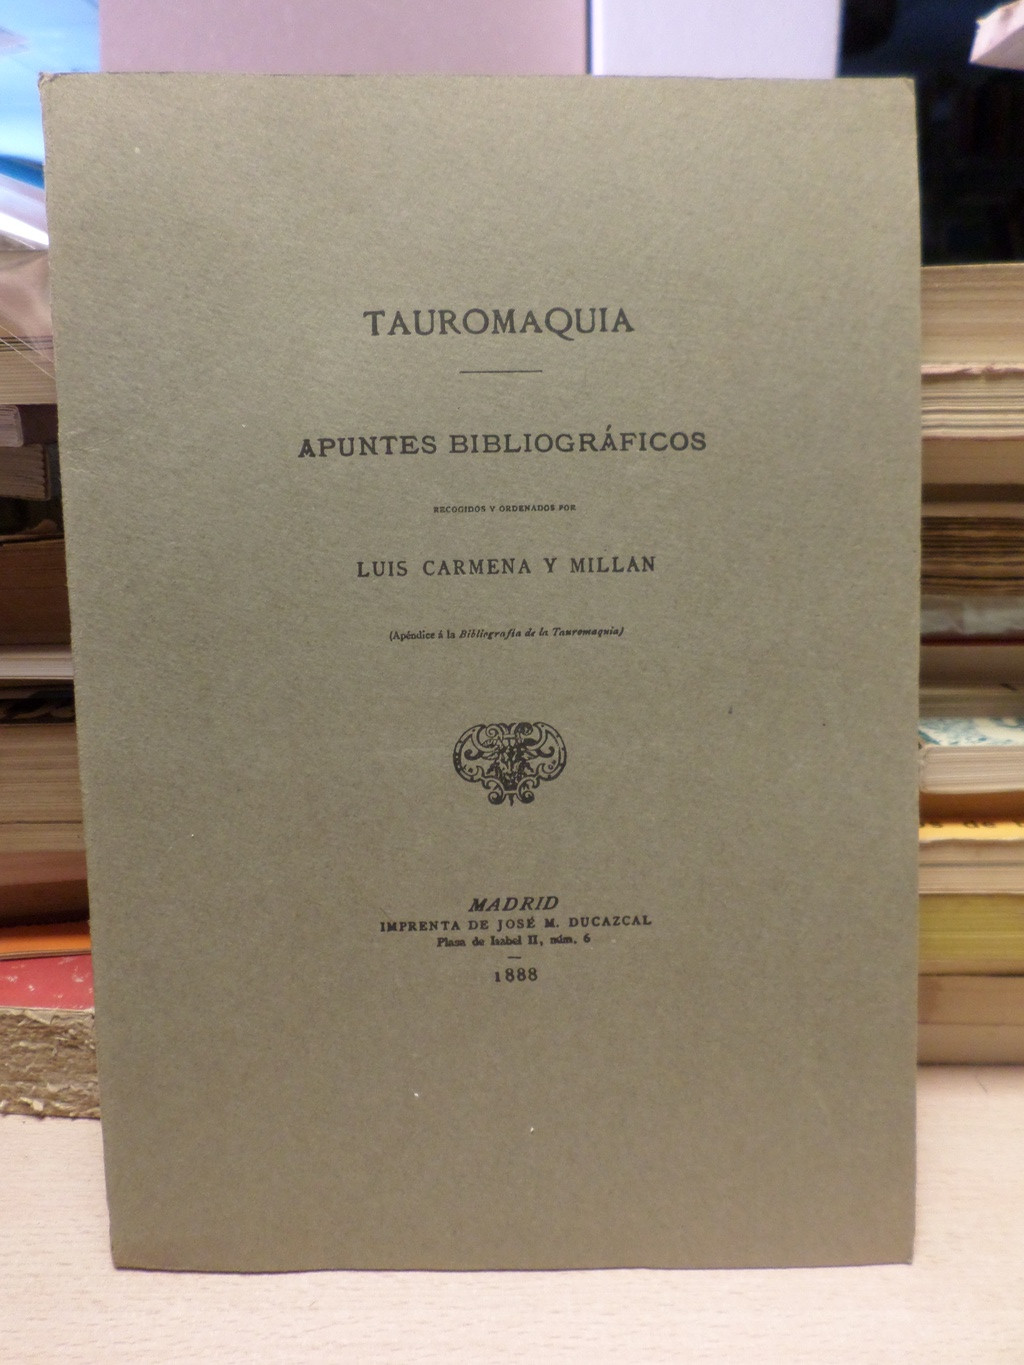 TAUROMAQUIA
APUNTES BIBLIOGRÁFICOS
RECOGIDOS Y ORDENADOS POR
LUIS CARMENA Y MILLAN
(Apéndice á la Bibliografía de la Tauromaquia)
MADRID
IMPRENTA DE JOSÉ M. DUCAZCAL
Plaza de Isabel II, núm. 6
1888